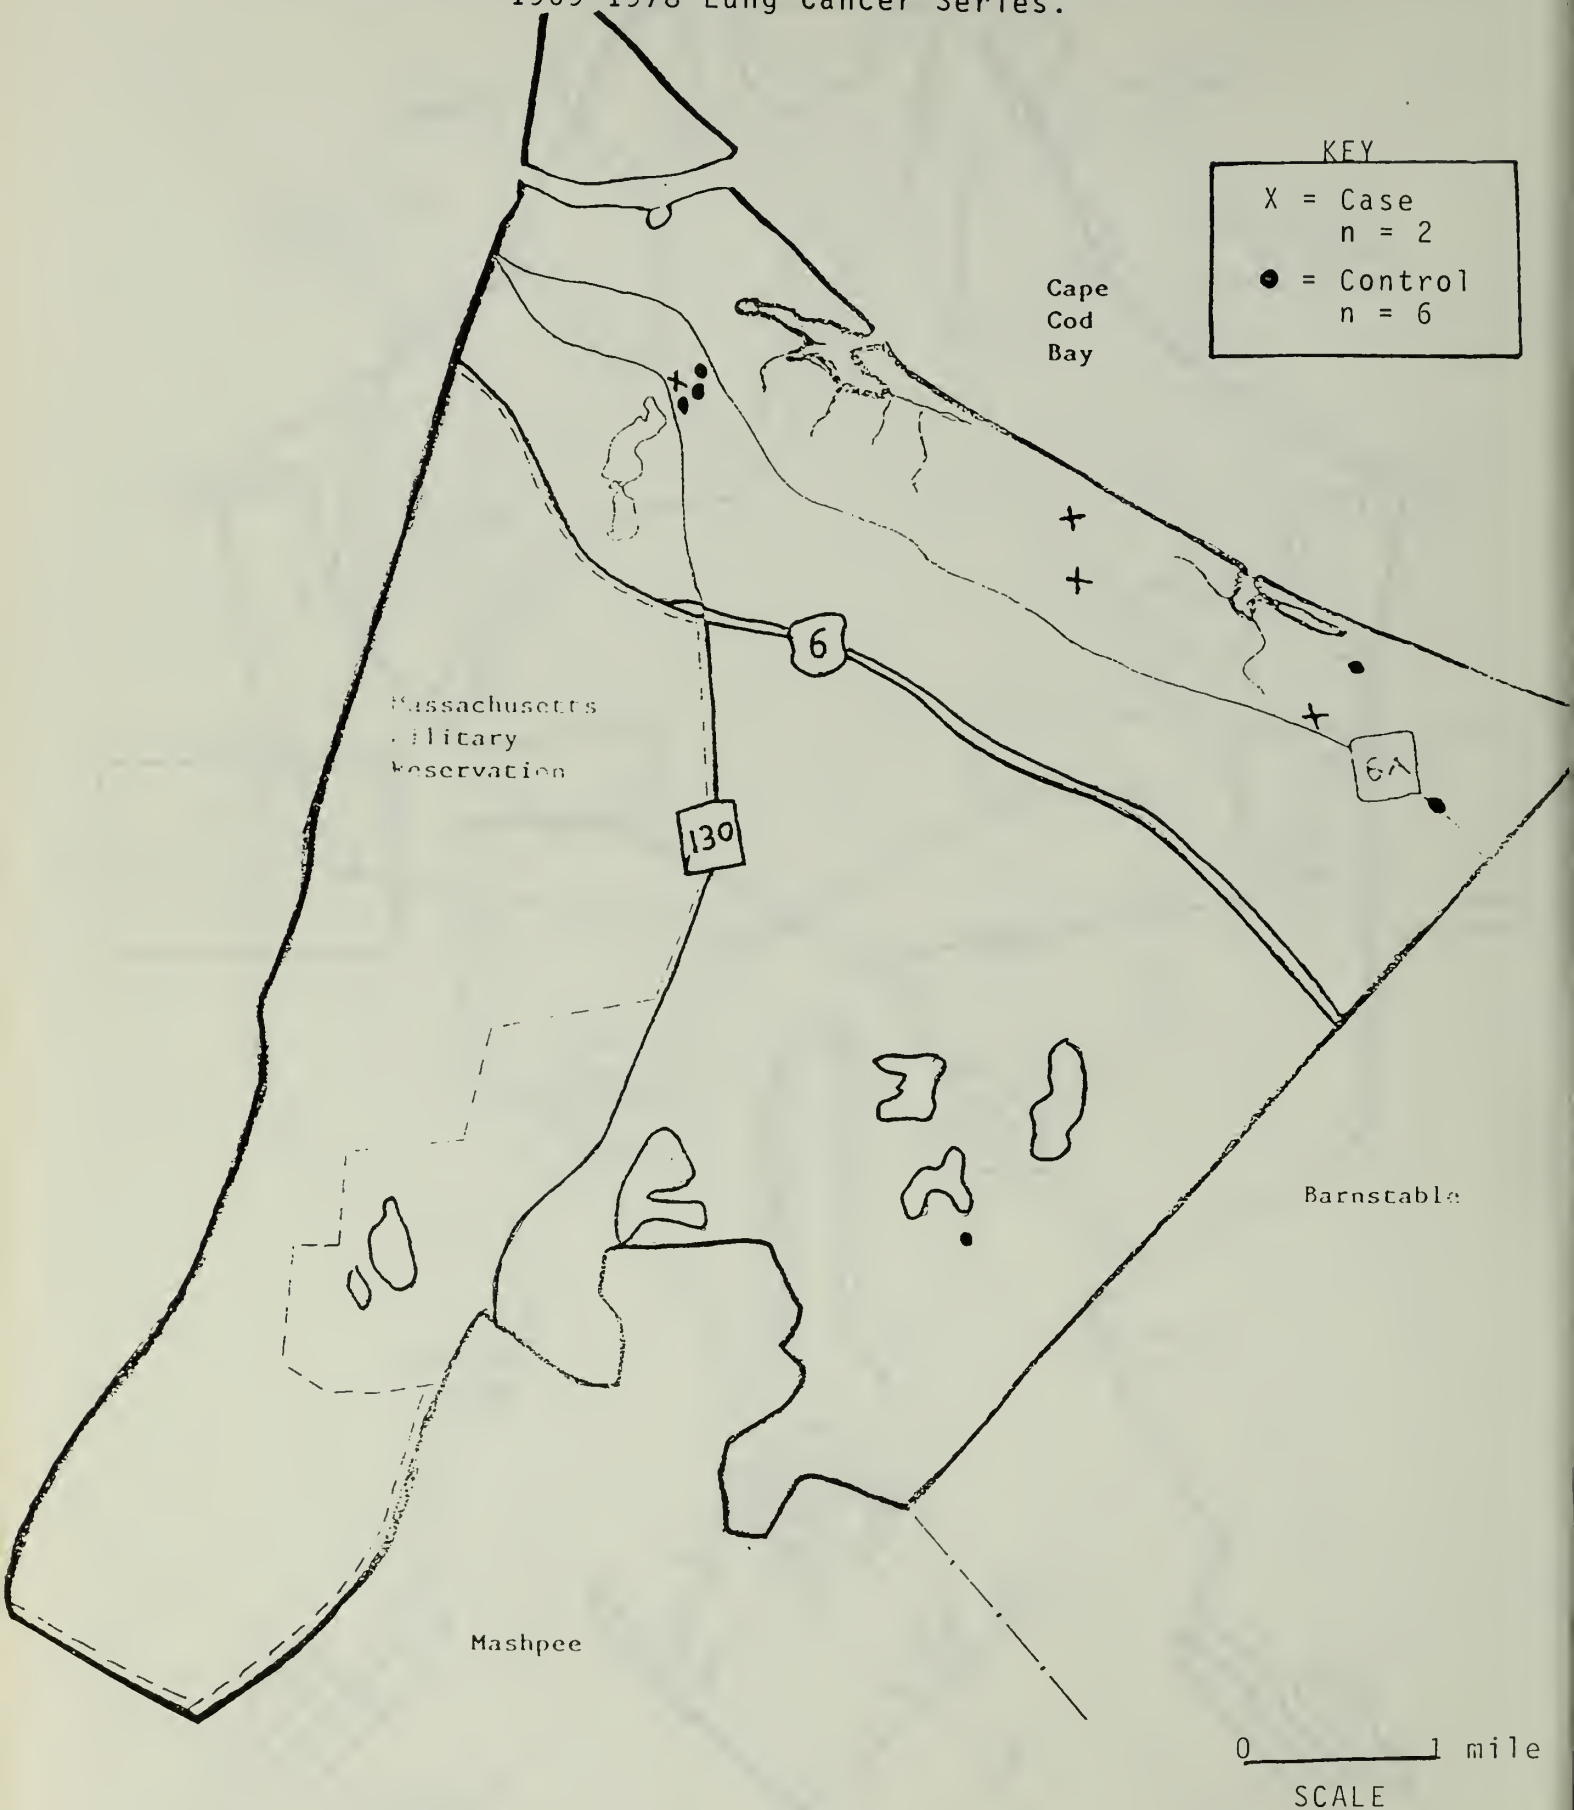 1969-1978 Lung Cancer Series.
KEY
X = Case
n = 2
● = Control
n = 6
Cape
Cod
Bay
6
Massachusetts
Military
Reservation
6A
130
Barnstable
Mashpee
0 1 mile
SCALE